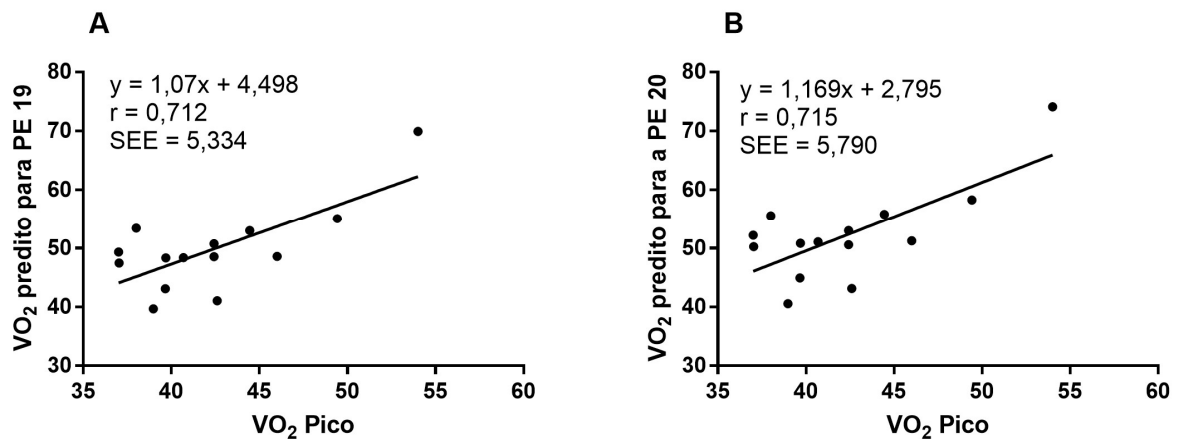 A
y = 1,07x + 4,498
r = 0,712
SEE = 5,334
VO₂ predito para PE 19
80
70
60
50
40
30
35 40 45 50 55 60
VO₂ Pico
B
y = 1,169x + 2,795
r = 0,715
SEE = 5,790
VO₂ predito para a PE 20
80
70
60
50
40
30
35 40 45 50 55 60
VO₂ Pico